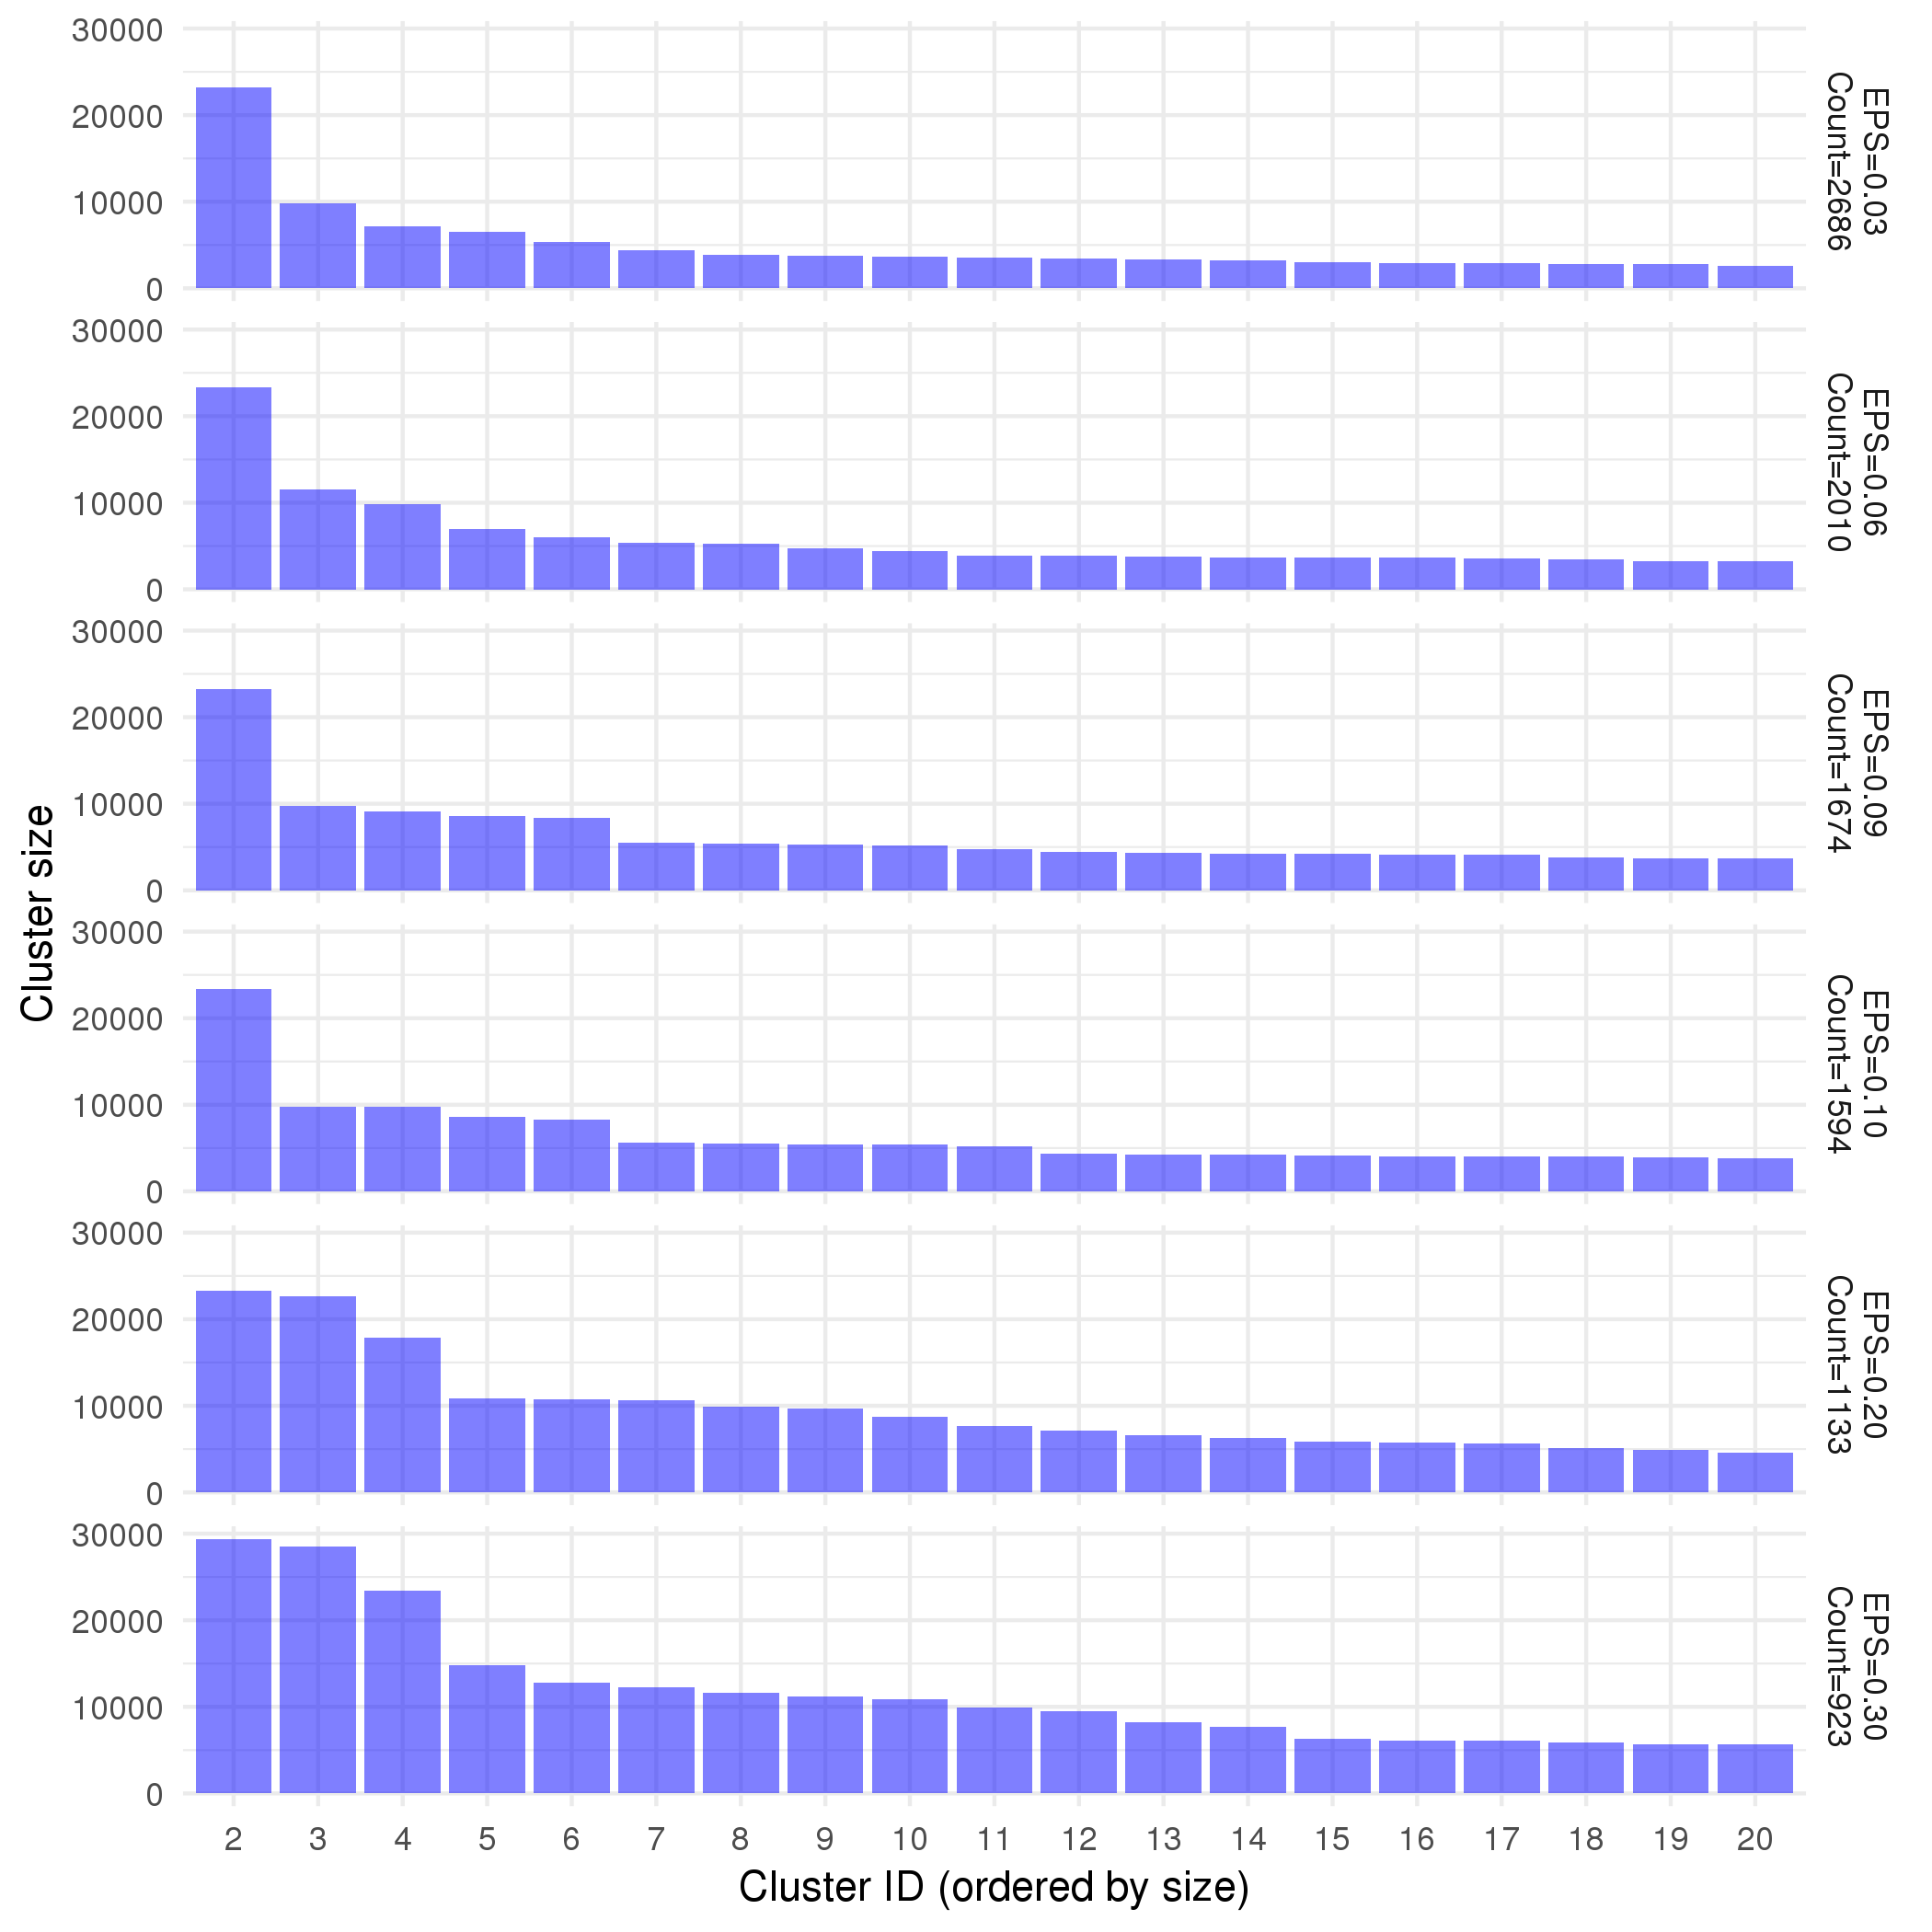 Cluster size
30000
20000
10000
0
EPS=0.03
Count=2686
30000
20000
10000
0
EPS=0.06
Count=2010
30000
20000
10000
0
EPS=0.09
Count=1674
30000
20000
10000
0
EPS=0.10
Count=1594
30000
20000
10000
0
EPS=0.20
Count=1133
30000
20000
10000
0
EPS=0.30
Count=923
2 3 4 5 6 7 8 9 10 11 12 13 14 15 16 17 18 19 20
Cluster ID (ordered by size)